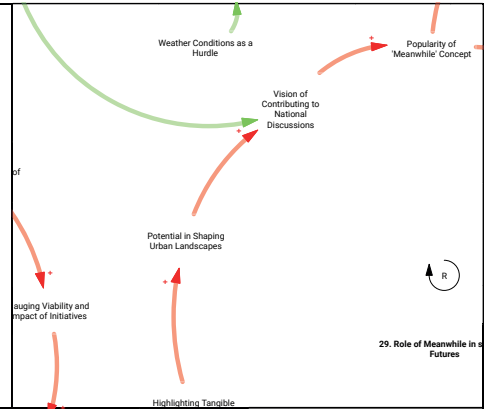 Weather Conditions as a
Hurdle
Popularity of
'Meanwhile' Concept
Vision of
Contributing to
National
Discussions
+
+
of
Potential in Shaping
Urban Landscapes
+
+
R
auging Viability and
mpact of Initiatives
29. Role of Meanwhile in s
Futures
Highlighting Tangible
+